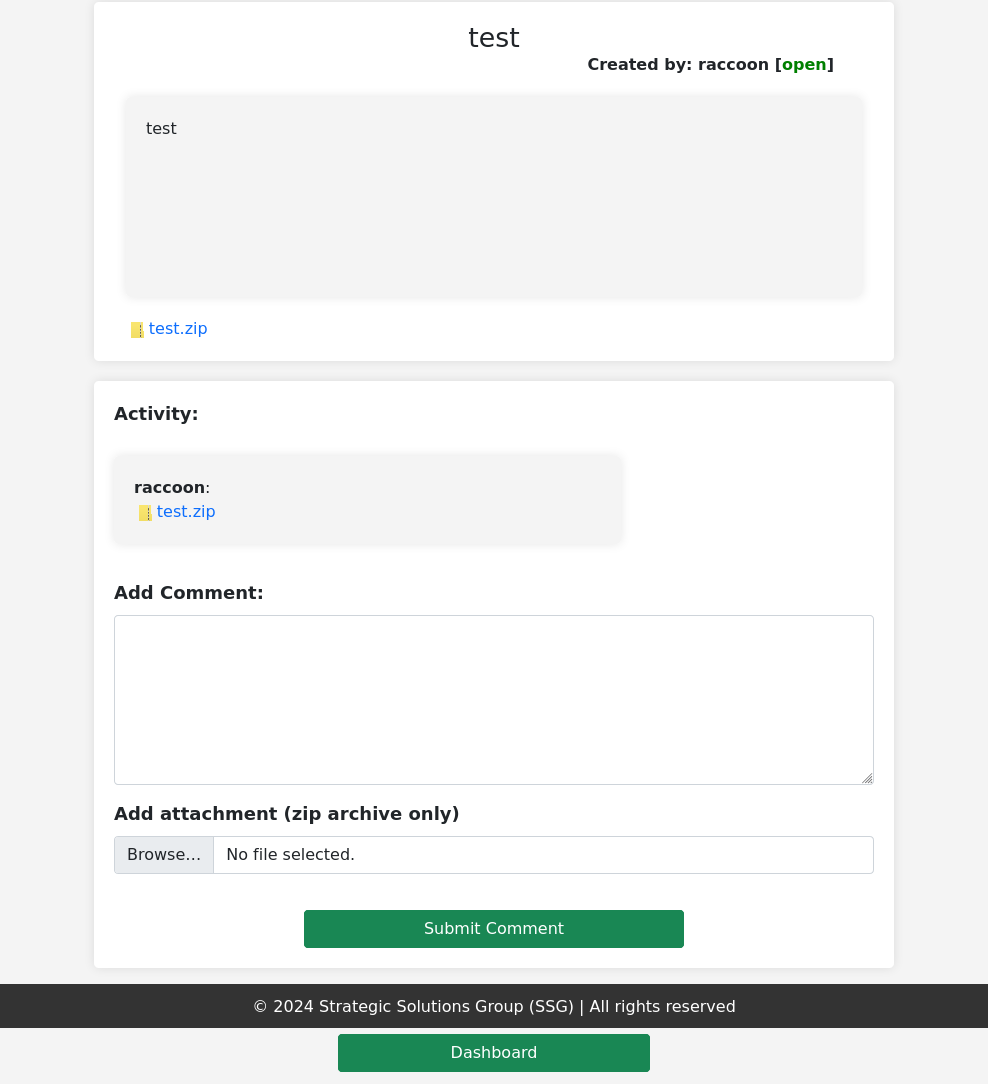 test
Created by: raccoon [open]
test
test.zip
Activity:
raccoon:
test.zip
Add Comment:
Add attachment (zip archive only)
Browse... No file selected.
Submit Comment
© 2024 Strategic Solutions Group (SSG) | All rights reserved
Dashboard